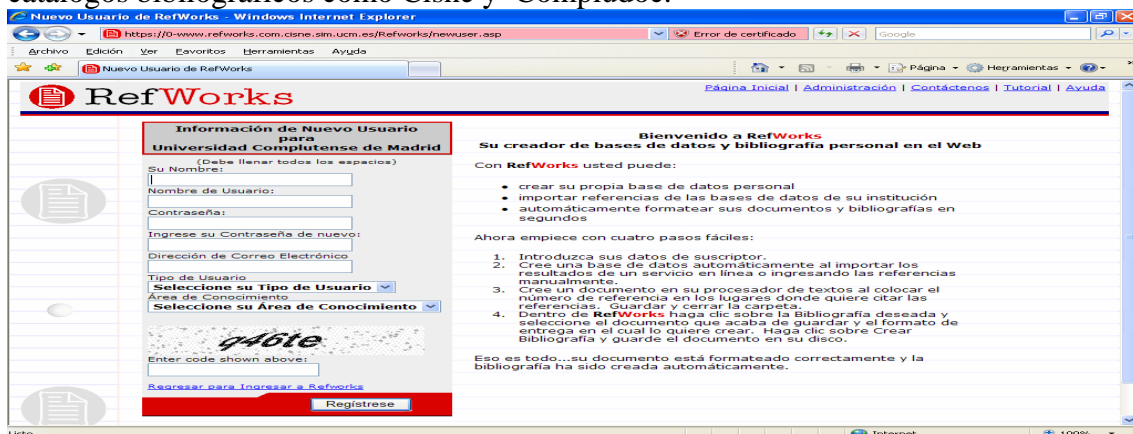 catálogos bibliográficos como Cisne y Compludoc.
Nuevo Usuario de RefWorks - Windows Internet Explorer
https://0-www.refworks.com.cisne.sim.ucm.es/Refworks/newuser.asp
Error de certificado
Google
Archivo Edición Ver Favoritos Herramientas Ayuda
Nuevo Usuario de RefWorks
Página Herramientas
RefWorks
Página Inicial | Administración | Contáctenos | Tutorial | Ayuda
Información de Nuevo Usuario
para
Universidad Complutense de Madrid
(Debe llenar todos los espacios)
Su Nombre:
Nombre de Usuario:
Contraseña:
Ingrese su Contraseña de nuevo:
Dirección de Correo Electrónico
Tipo de Usuario
Seleccione su Tipo de Usuario
Área de Conocimiento
Seleccione su Área de Conocimiento
g46te
Enter code shown above:
Regresar para Ingresar a Refworks
Regístrese
Bienvenido a RefWorks
Su creador de bases de datos y bibliografía personal en el Web
Con RefWorks usted puede:
• crear su propia base de datos personal
• importar referencias de las bases de datos de su institución
• automáticamente formatear sus documentos y bibliografías en
segundos
Ahora empiece con cuatro pasos fáciles:
1. Introduzca sus datos de suscriptor.
2. Cree una base de datos automáticamente al importar los
resultados de un servicio en línea o ingresando las referencias
manualmente.
3. Cree un documento en su procesador de textos al colocar el
número de referencia en los lugares donde quiere citar las
referencias. Guardar y cerrar la carpeta.
4. Dentro de RefWorks haga clic sobre la Bibliografía deseada y
seleccione el documento que acaba de guardar y el formato de
entrega en el cual lo quiere crear. Haga clic sobre Crear
Bibliografía y guarde el documento en su disco.
Eso es todo...su documento está formateado correctamente y la
bibliografía ha sido creada automáticamente.
Listo
Internet
100%